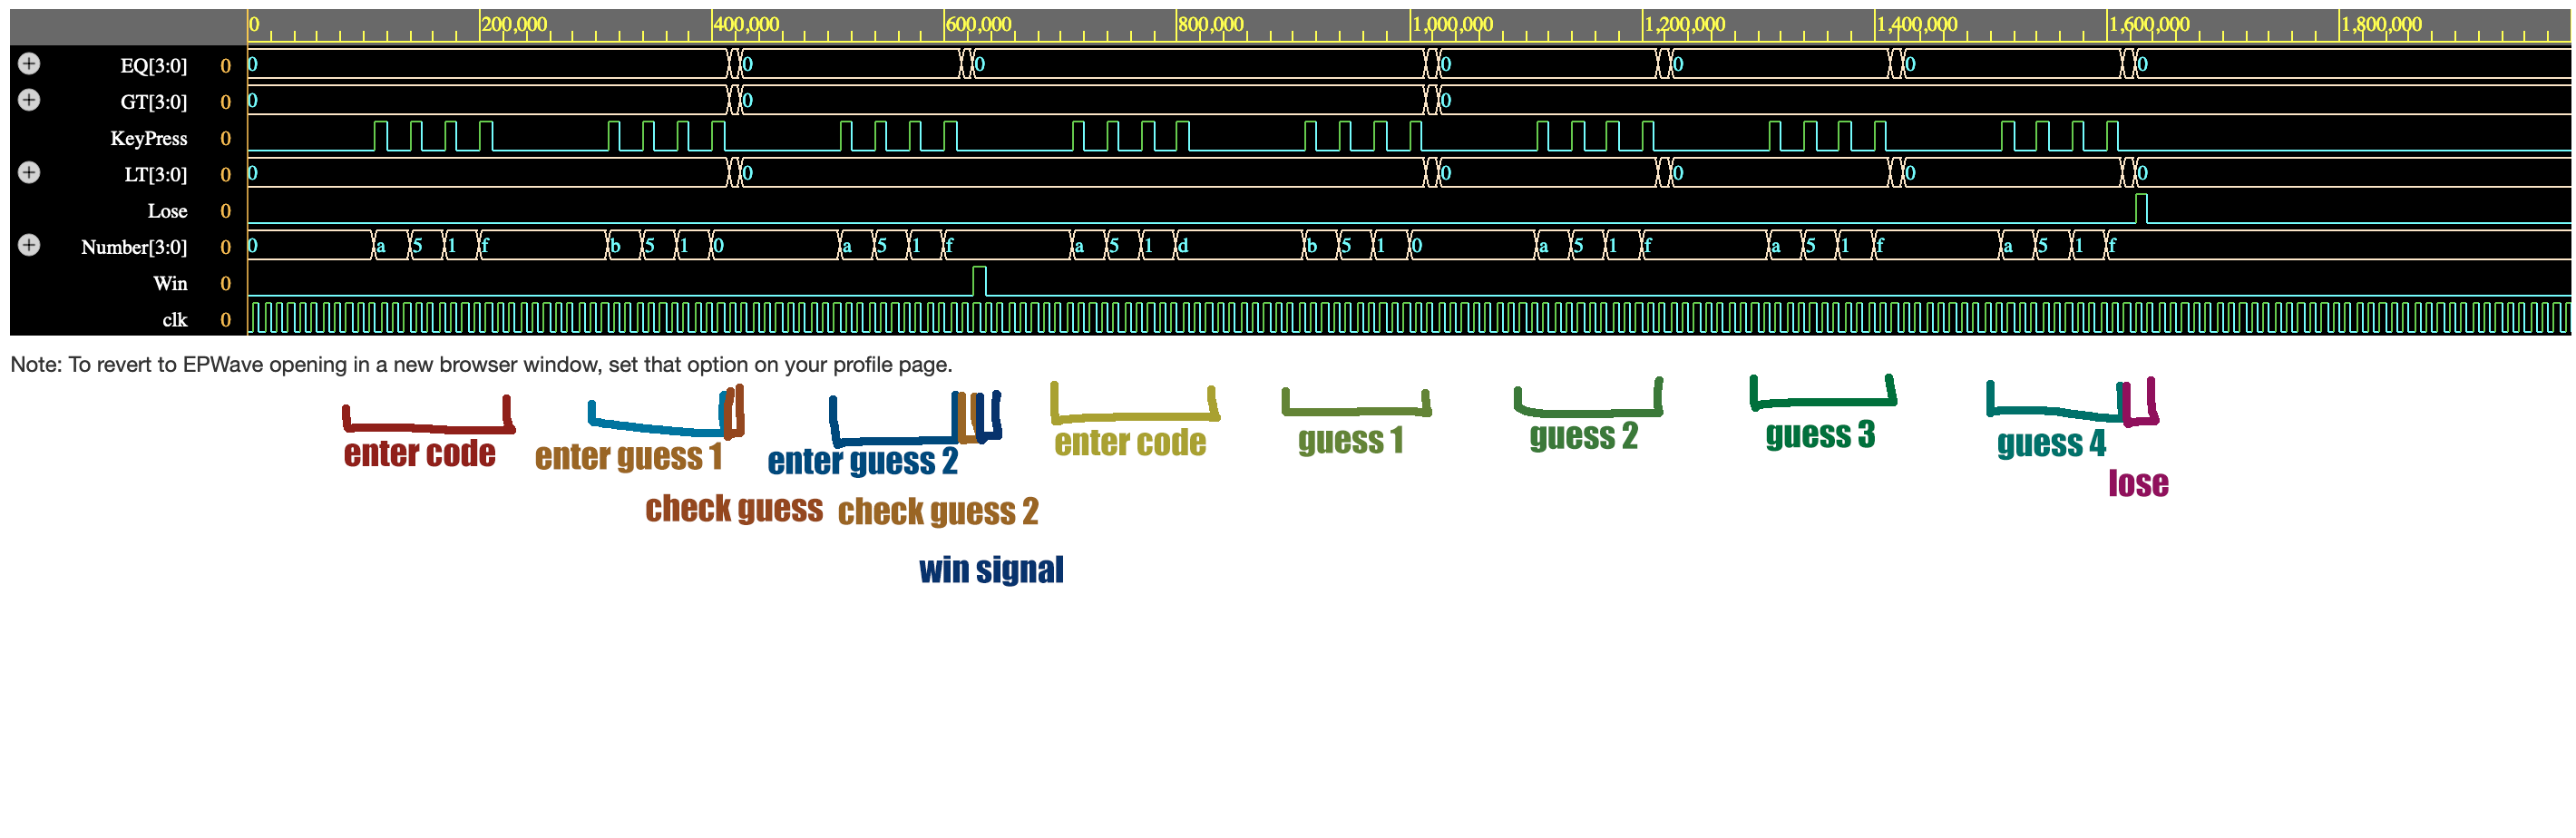 0 200,000 400,000 600,000 800,000 1,000,000 1,200,000 1,400,000 1,600,000 1,800,000
EQ[3:0] 0 0 0 0 0 0 0 0
GT[3:0] 0 0 0 0
KeyPress 0
LT[3:0] 0 0 0 0 0 0 0
Lose 0
Number[3:0] 0 0 a 5 1 f b 5 1 0 a 5 1 f a 5 1 d b 5 1 0 a 5 1 f a 5 1 f a 5 1 f
Win 0
clk 0
Note: To revert to EPWave opening in a new browser window, set that option on your profile page.
enter code enter guess 1 enter guess 2 enter code guess 1 guess 2 guess 3 guess 4
lose
check guess check guess 2
win signal